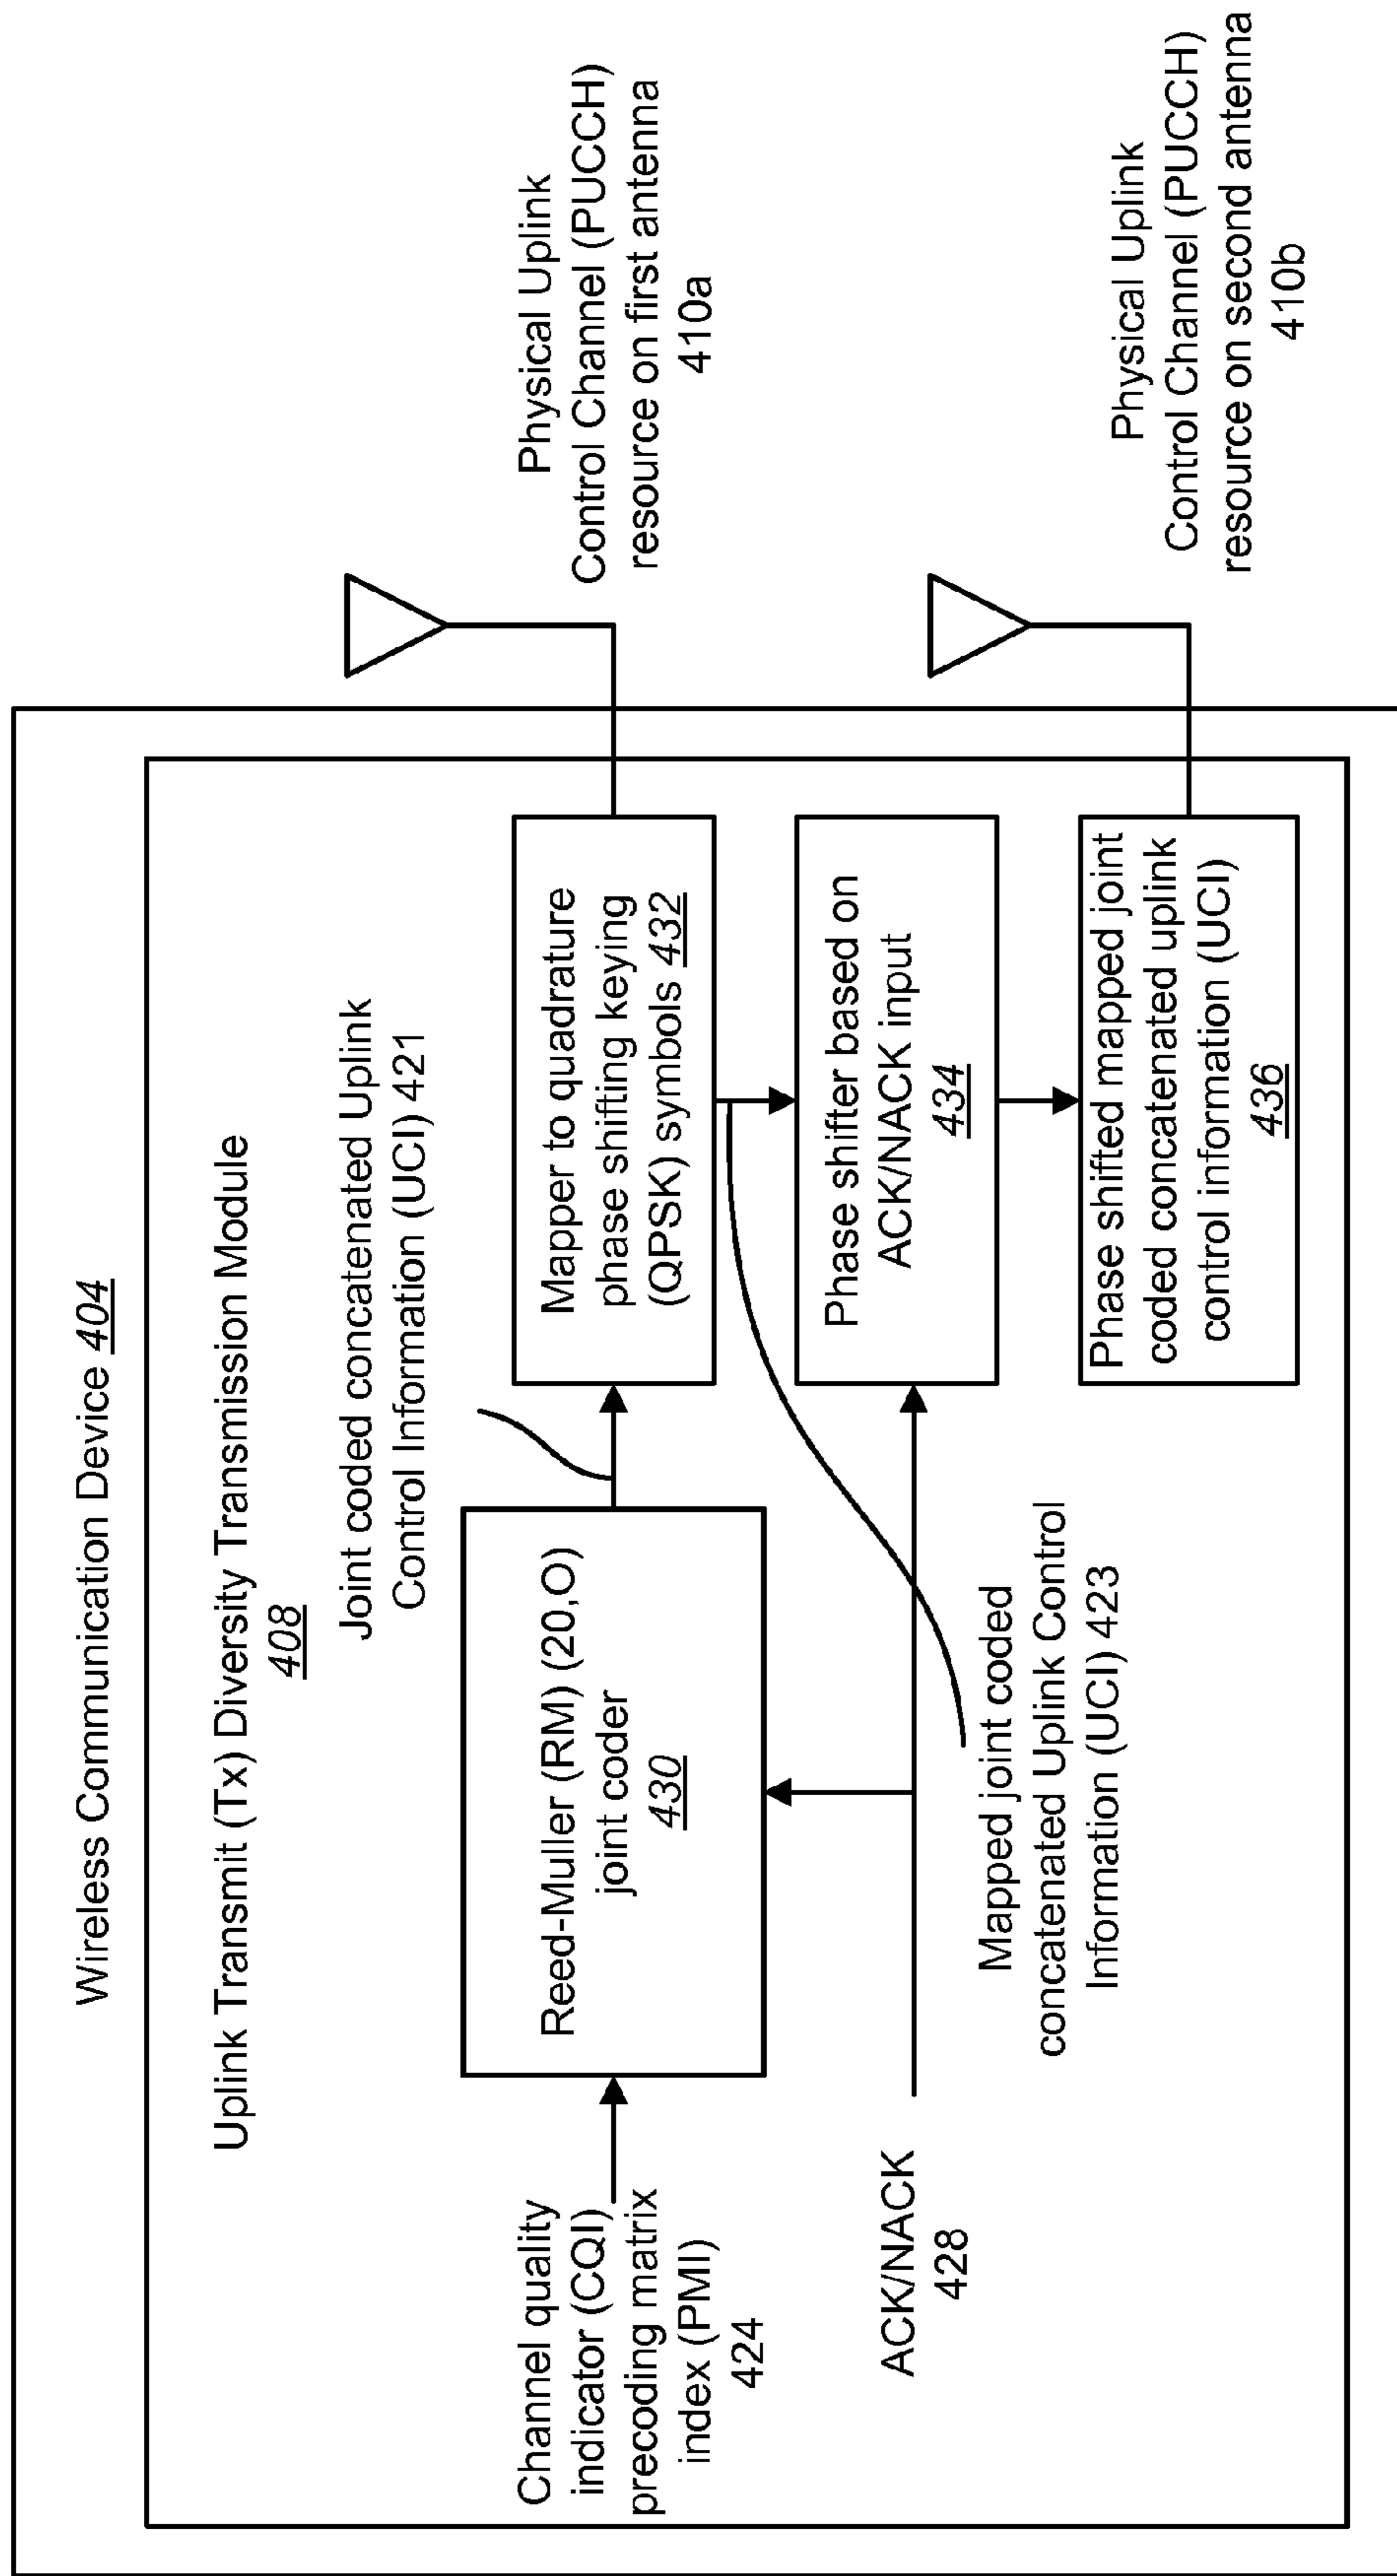 Wireless Communication Device 404
Uplink Transmit (Tx) Diversity Transmission Module
408
Joint coded concatenated Uplink
Control Information (UCI) 421
Channel quality
indicator (CQI)
precoding matrix
index (PMI)
424
Reed-Muller (RM) (20,O)
joint coder
430
Mapper to quadrature
phase shifting keying
(QPSK) symbols 432
Physical Uplink
Control Channel (PUCCH)
resource on first antenna
410a
ACK/NACK
428
Phase shifter based on
ACK/NACK input
434
Mapped joint coded
concatenated Uplink Control
Information (UCI) 423
Phase shifted mapped joint
coded concatenated uplink
control information (UCI)
436
Physical Uplink
Control Channel (PUCCH)
resource on second antenna
410b